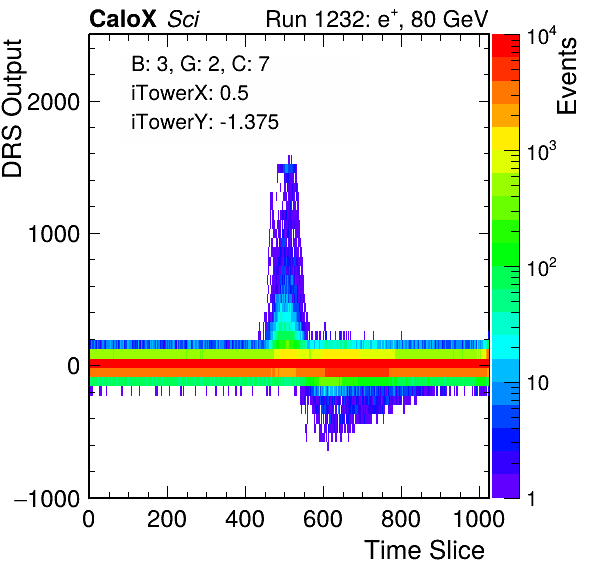 CaloX Sci Run 1232: e⁺, 80 GeV
B: 3, G: 2, C: 7
iTowerX: 0.5
iTowerY: -1.375
DRS Output
2000
1000
0
−1000
0 200 400 600 800 1000
Time Slice
Events
10⁴
10³
10²
10
1